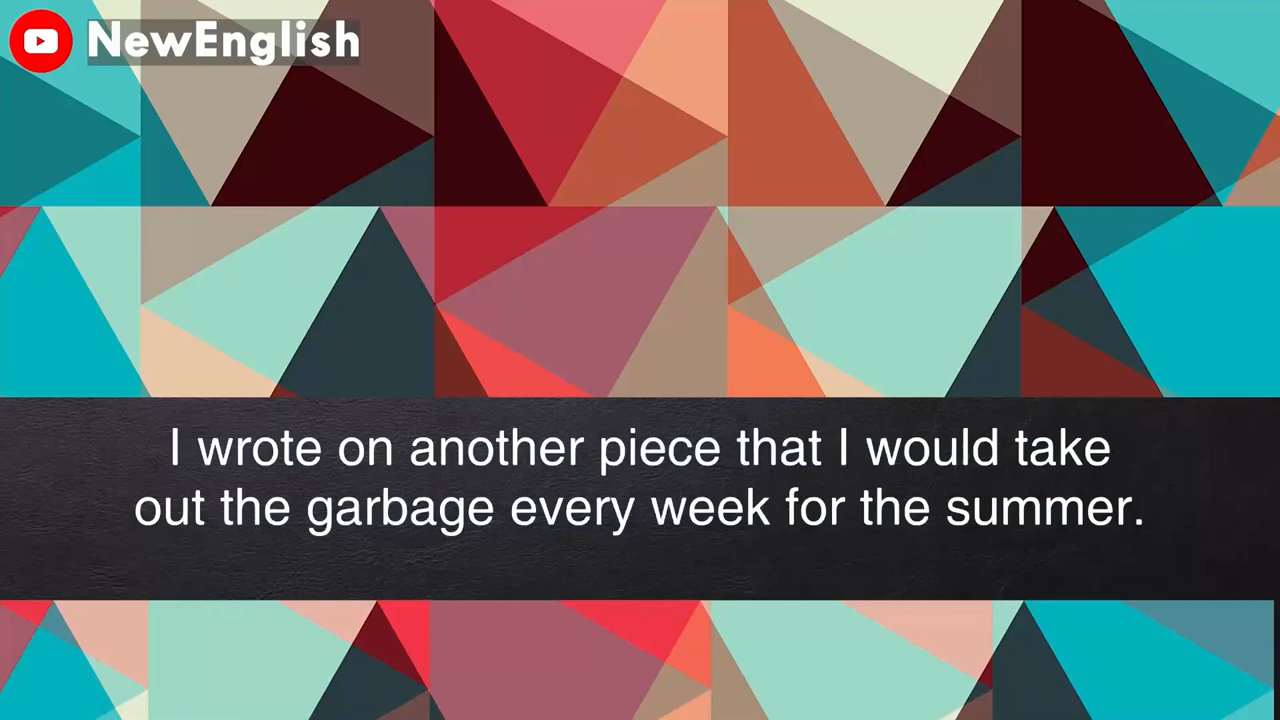 NewEnglish
I wrote on another piece that I would take
out the garbage every week for the summer.